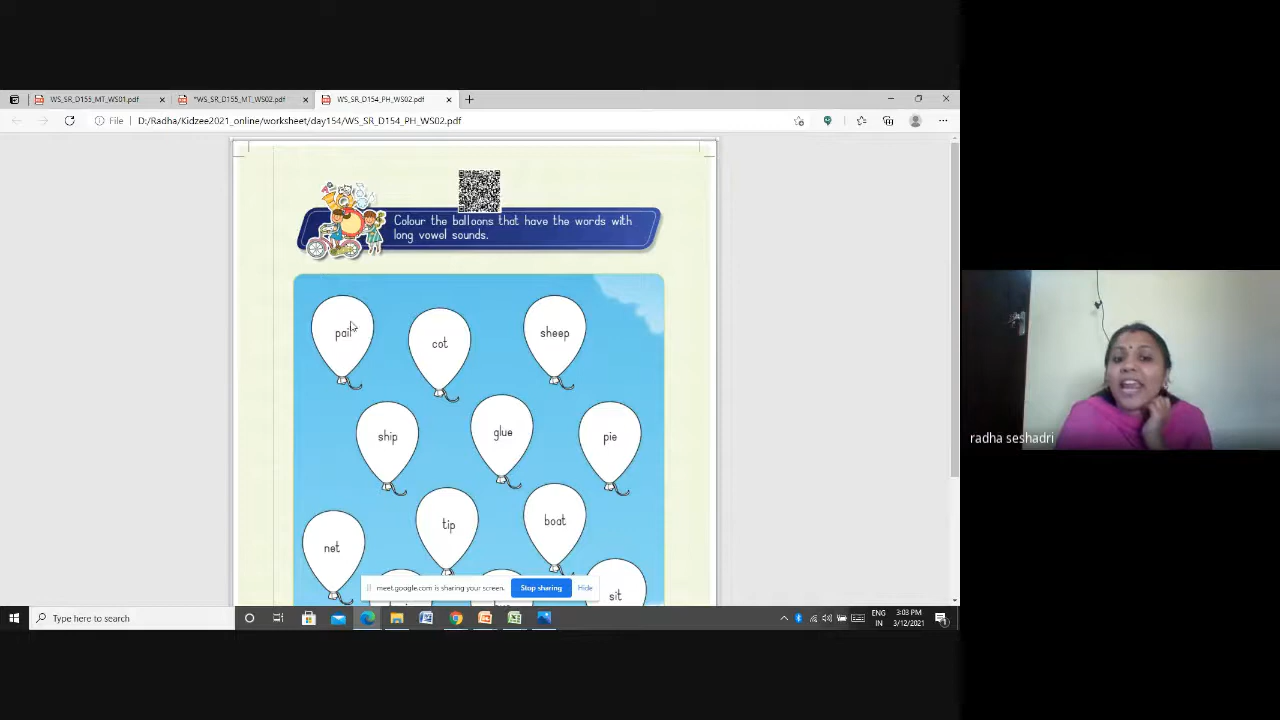 WS_SR_D155_MT_WS01.pdf
*WS_SR_D155_MT_WS02.pdf
WS_SR_D154_PH_WS02.pdf
File
D:/Radha/Kidzee2021_online/worksheet/day154/WS_SR_D154_PH_WS02.pdf
Colour the balloons that have the words with
long vowel sounds.
cot
sheep
ship
glue
pie
net
tip
boat
sit
meet.google.com is sharing your screen.
Stop sharing
Hide
radha seshadri
Type here to search
ENG
IN
3:03 PM
3/12/2021